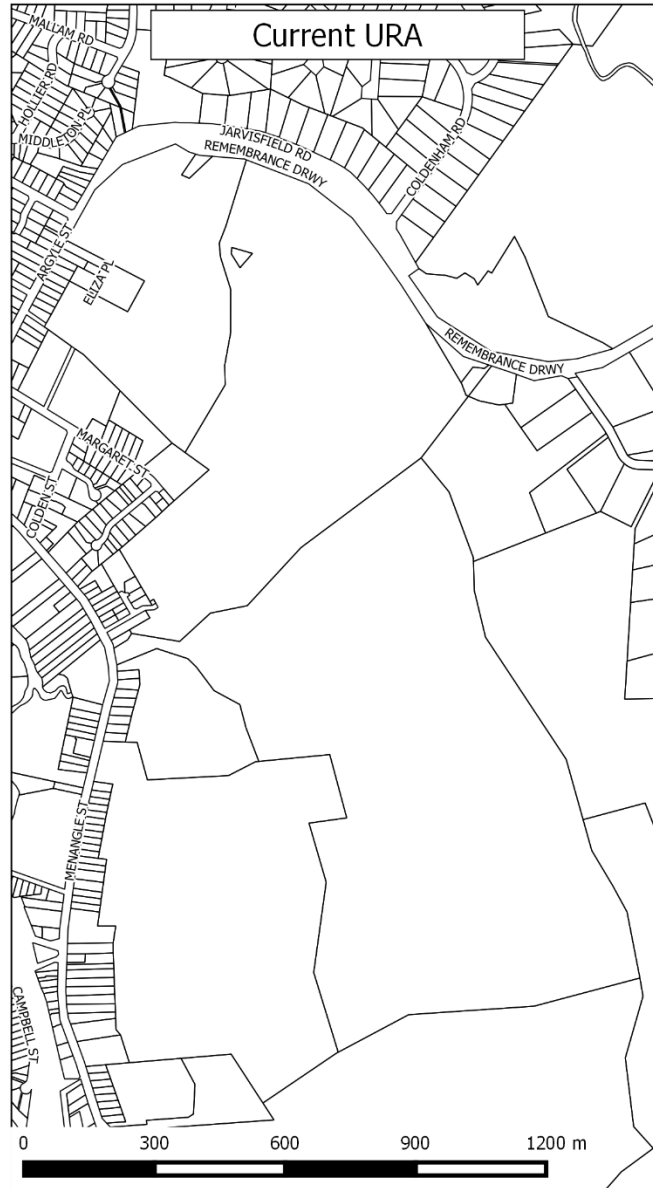 Current URA
MALLAM RD
HOLLIER RD
MIDDLETON PL
JARVISFIELD RD
REMEMBRANCE DRWY
COLDENHAM RD
ARGYLE ST
ELIZA PL
REMEMBRANCE DRWY
MARGARET ST
COLDEN ST
MENANGLE ST
CAMPBELL ST
0 300 600 900 1200 m